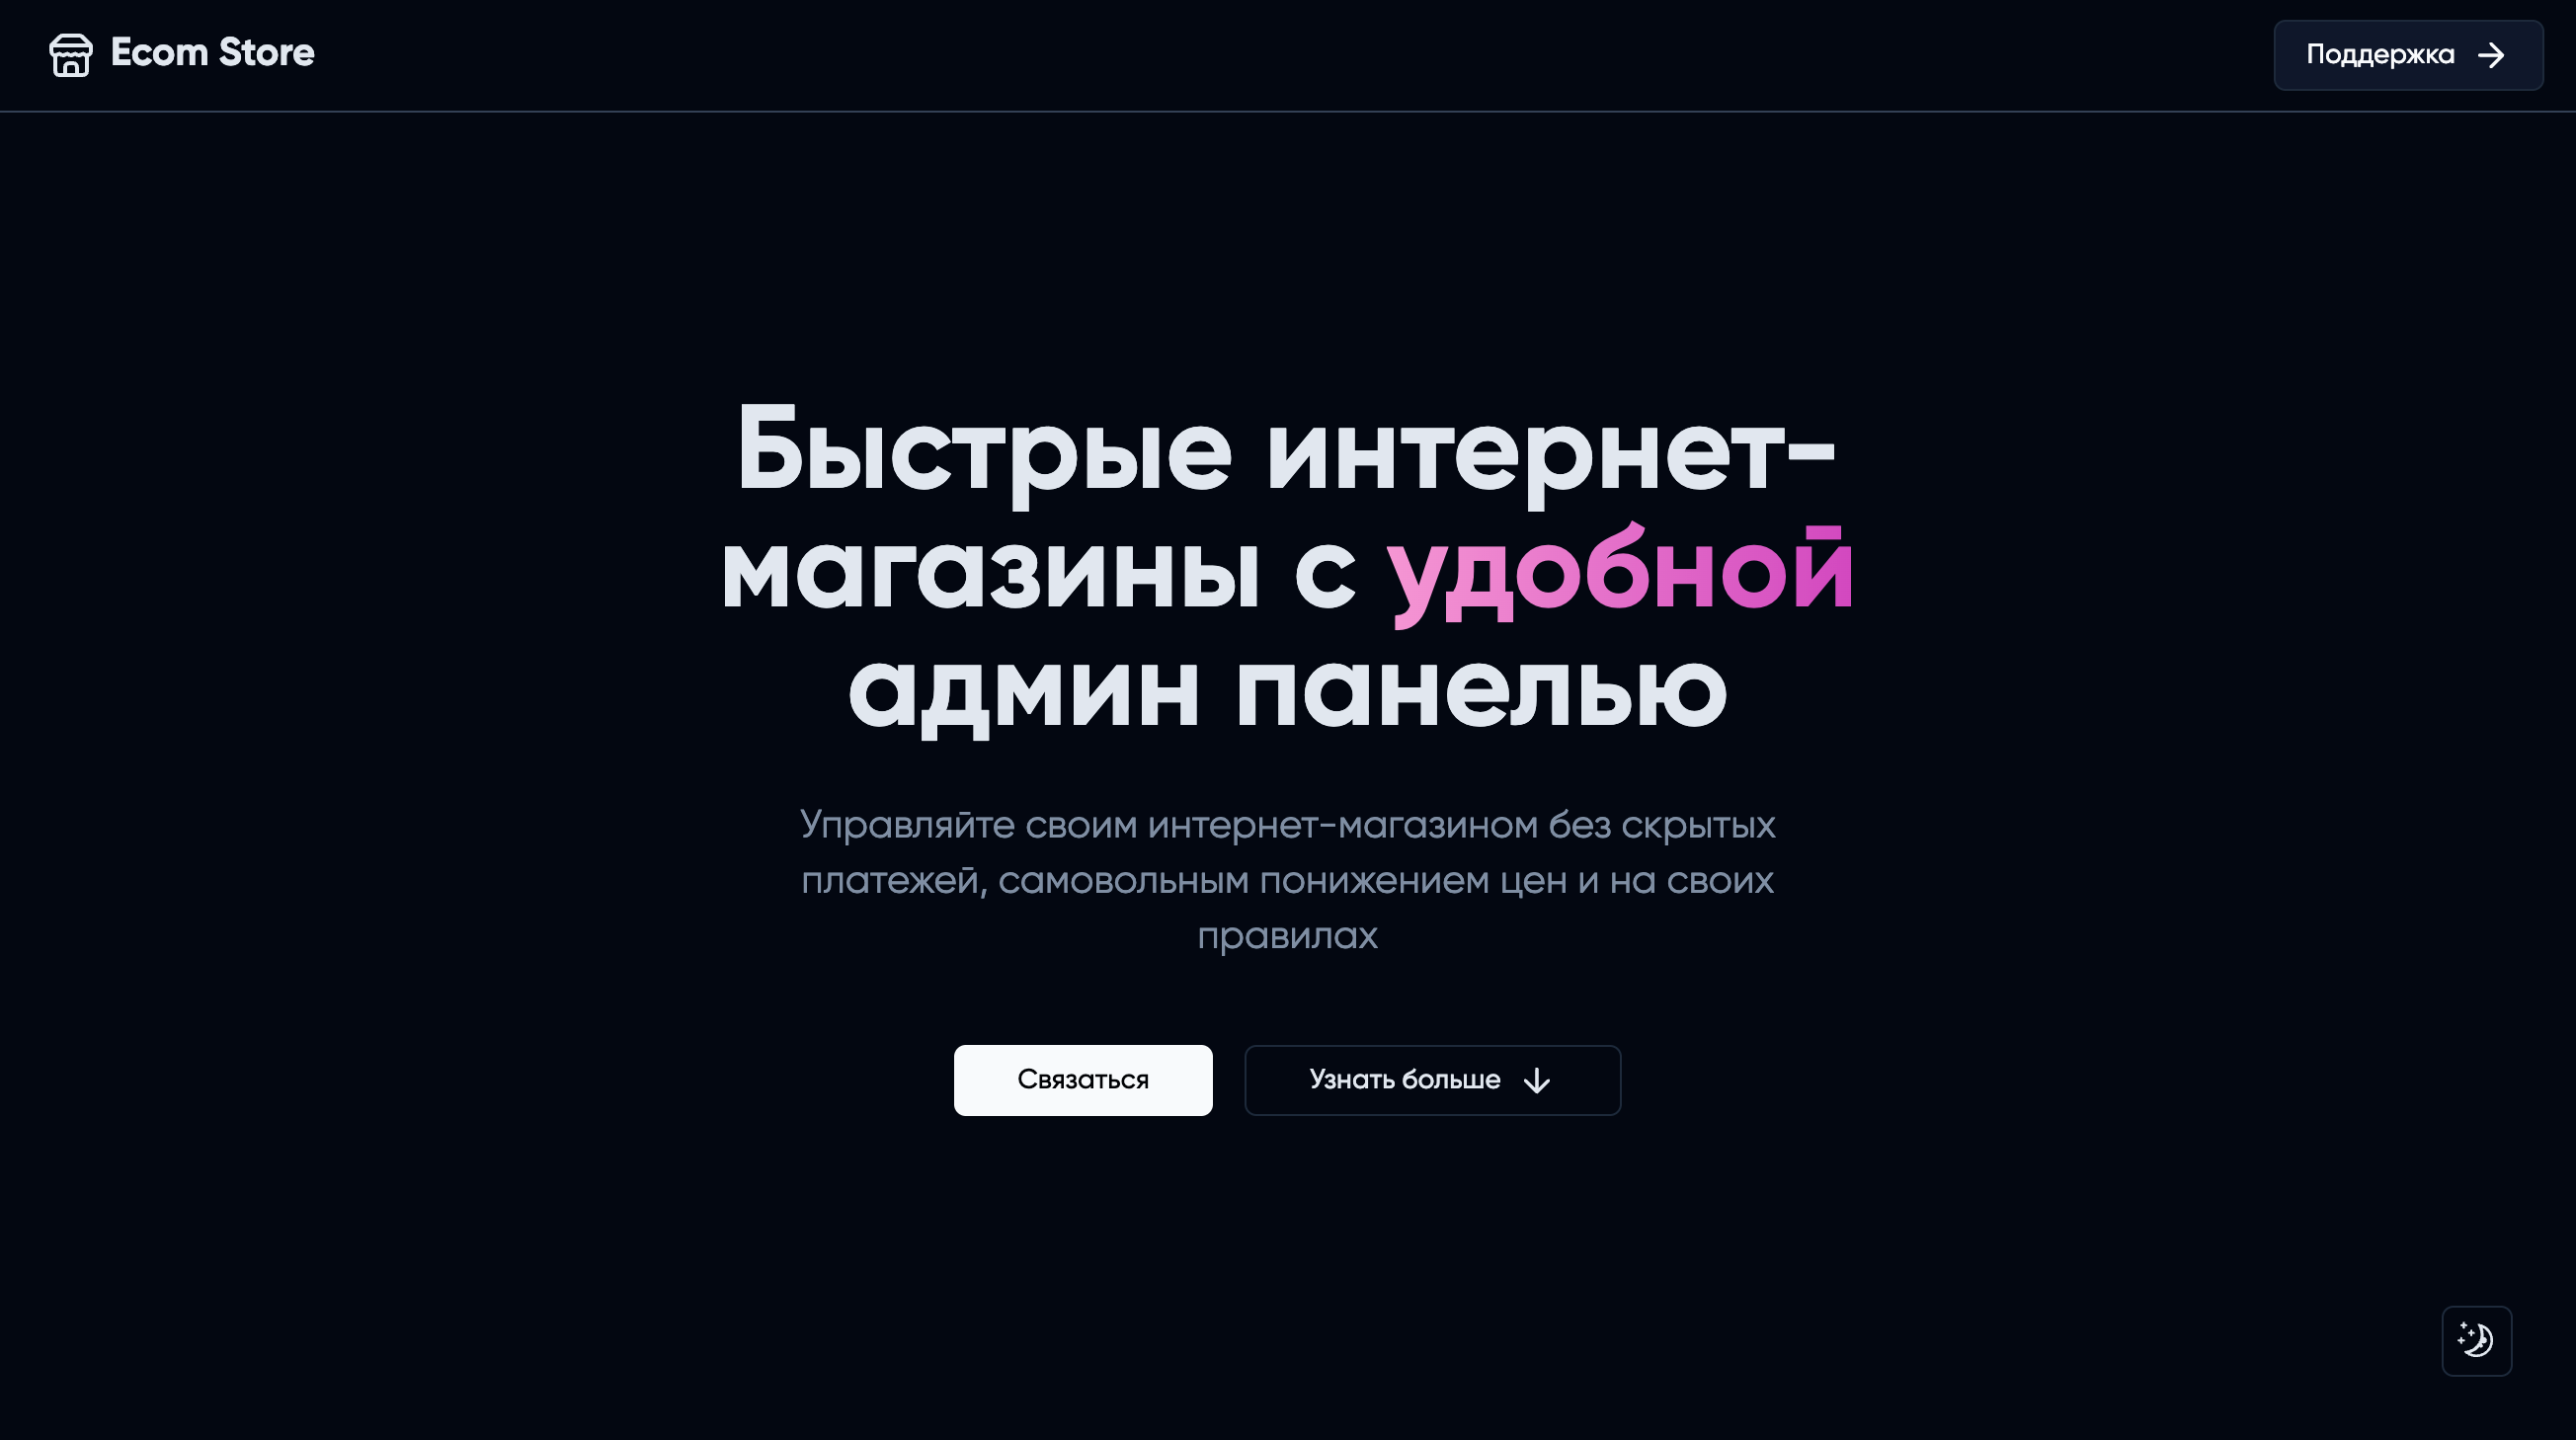 Ecom Store
Поддержка
Быстрые интернет-
магазины с удобной
админ панелью
Управляйте своим интернет-магазином без скрытых
платежей, самовольным понижением цен и на своих
правилах
Связаться
Узнать больше